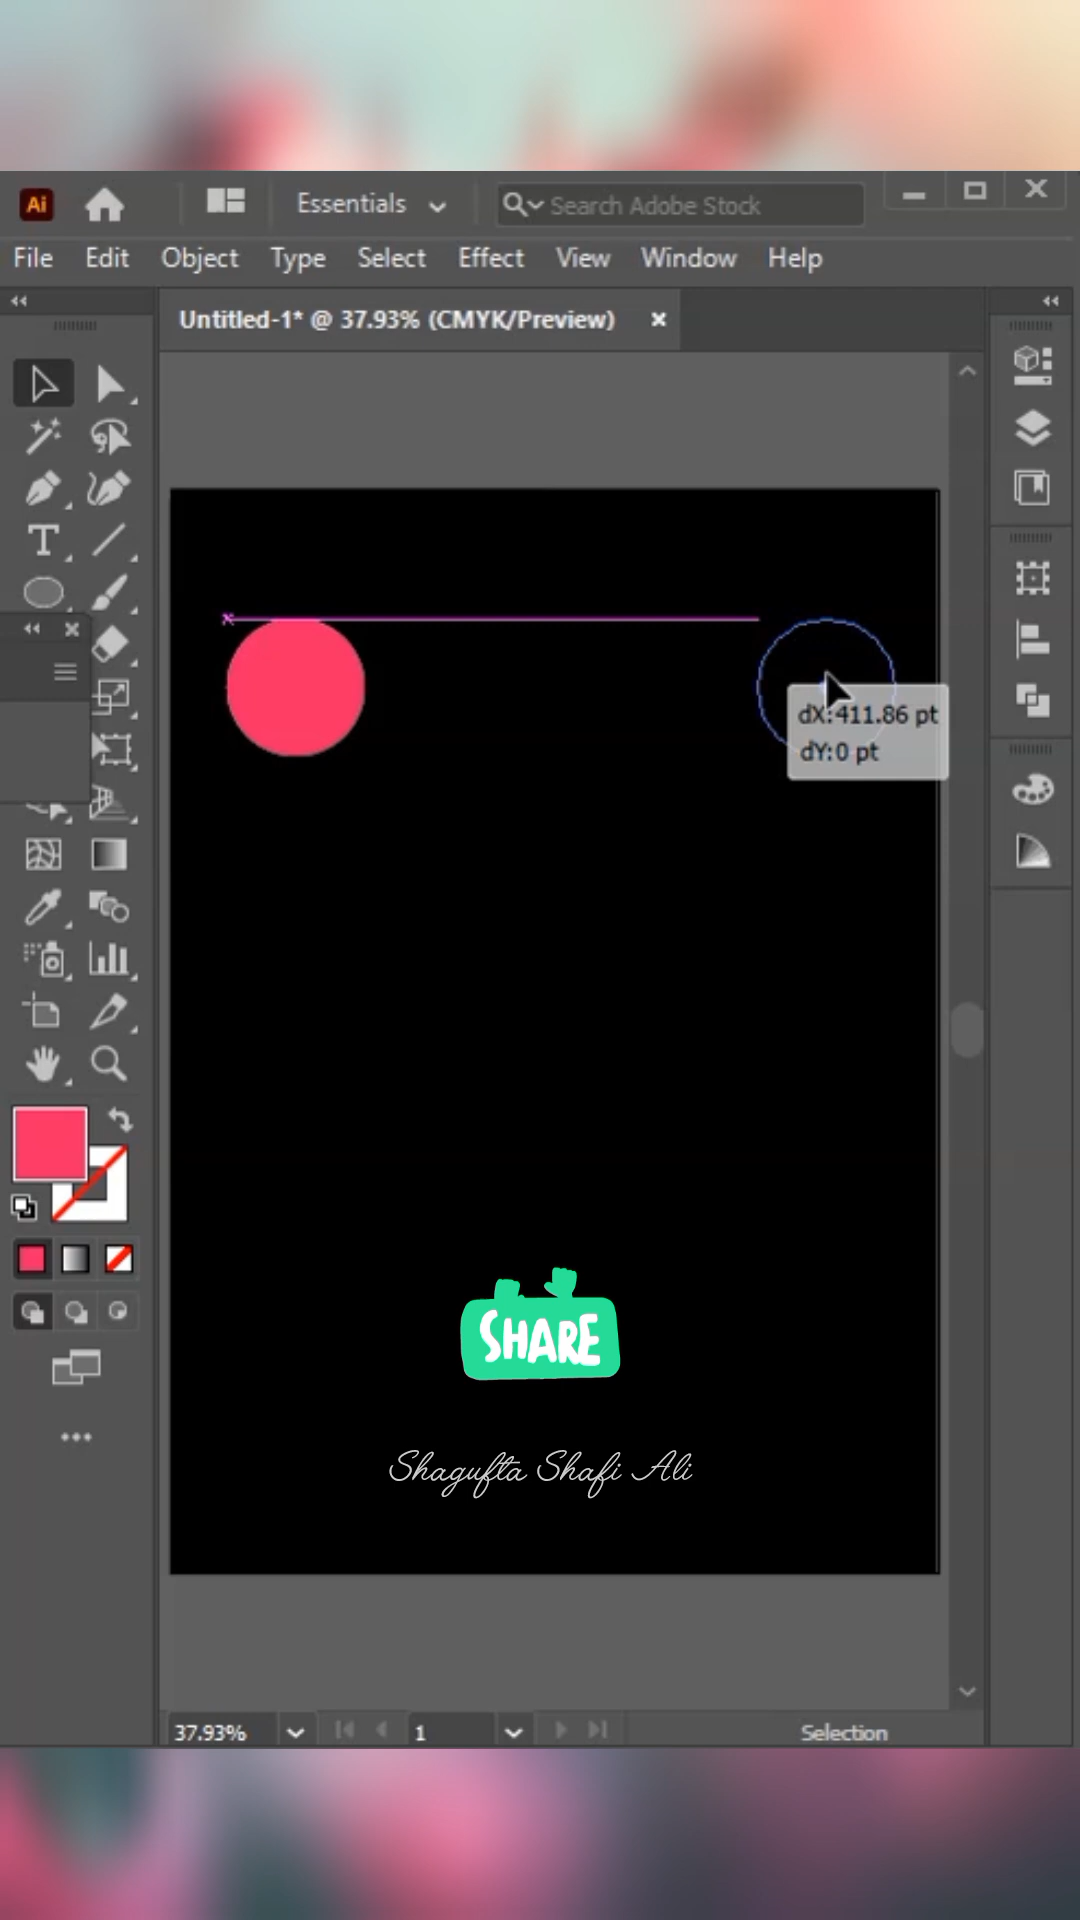 Ai
Essentials
Search Adobe Stock
File Edit Object Type Select Effect View Window Help
Untitled-1* @ 37.93% (CMYK/Preview)
T
dX:411.86 pt
dY:0 pt
SHARE
Shagufta Shafi Ali
37.93% 1 Selection